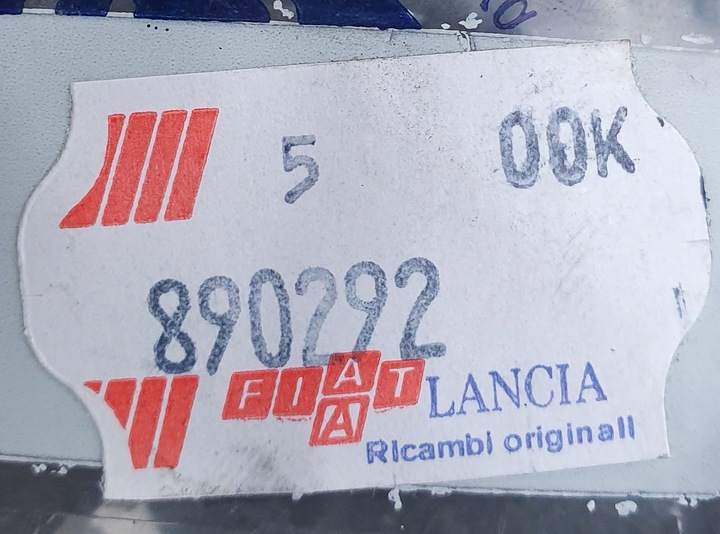 5 00K
890292
FIAT LANCIA
A
Ricambi originali